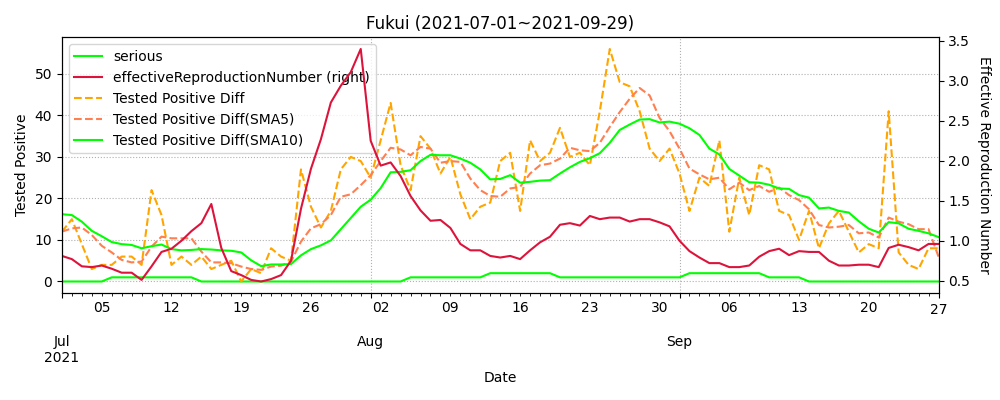 Fukui (2021-07-01~2021-09-29)
serious
effectiveReproductionNumber (right)
Tested Positive Diff
Tested Positive Diff(SMA5)
Tested Positive Diff(SMA10)
Tested Positive
50
40
30
20
10
0
Effective Reproduction Number
3.5
3.0
2.5
2.0
1.5
1.0
0.5
05 12 19 26 02 09 16 23 30 06 13 20 27
Jul Aug Sep
2021
Date